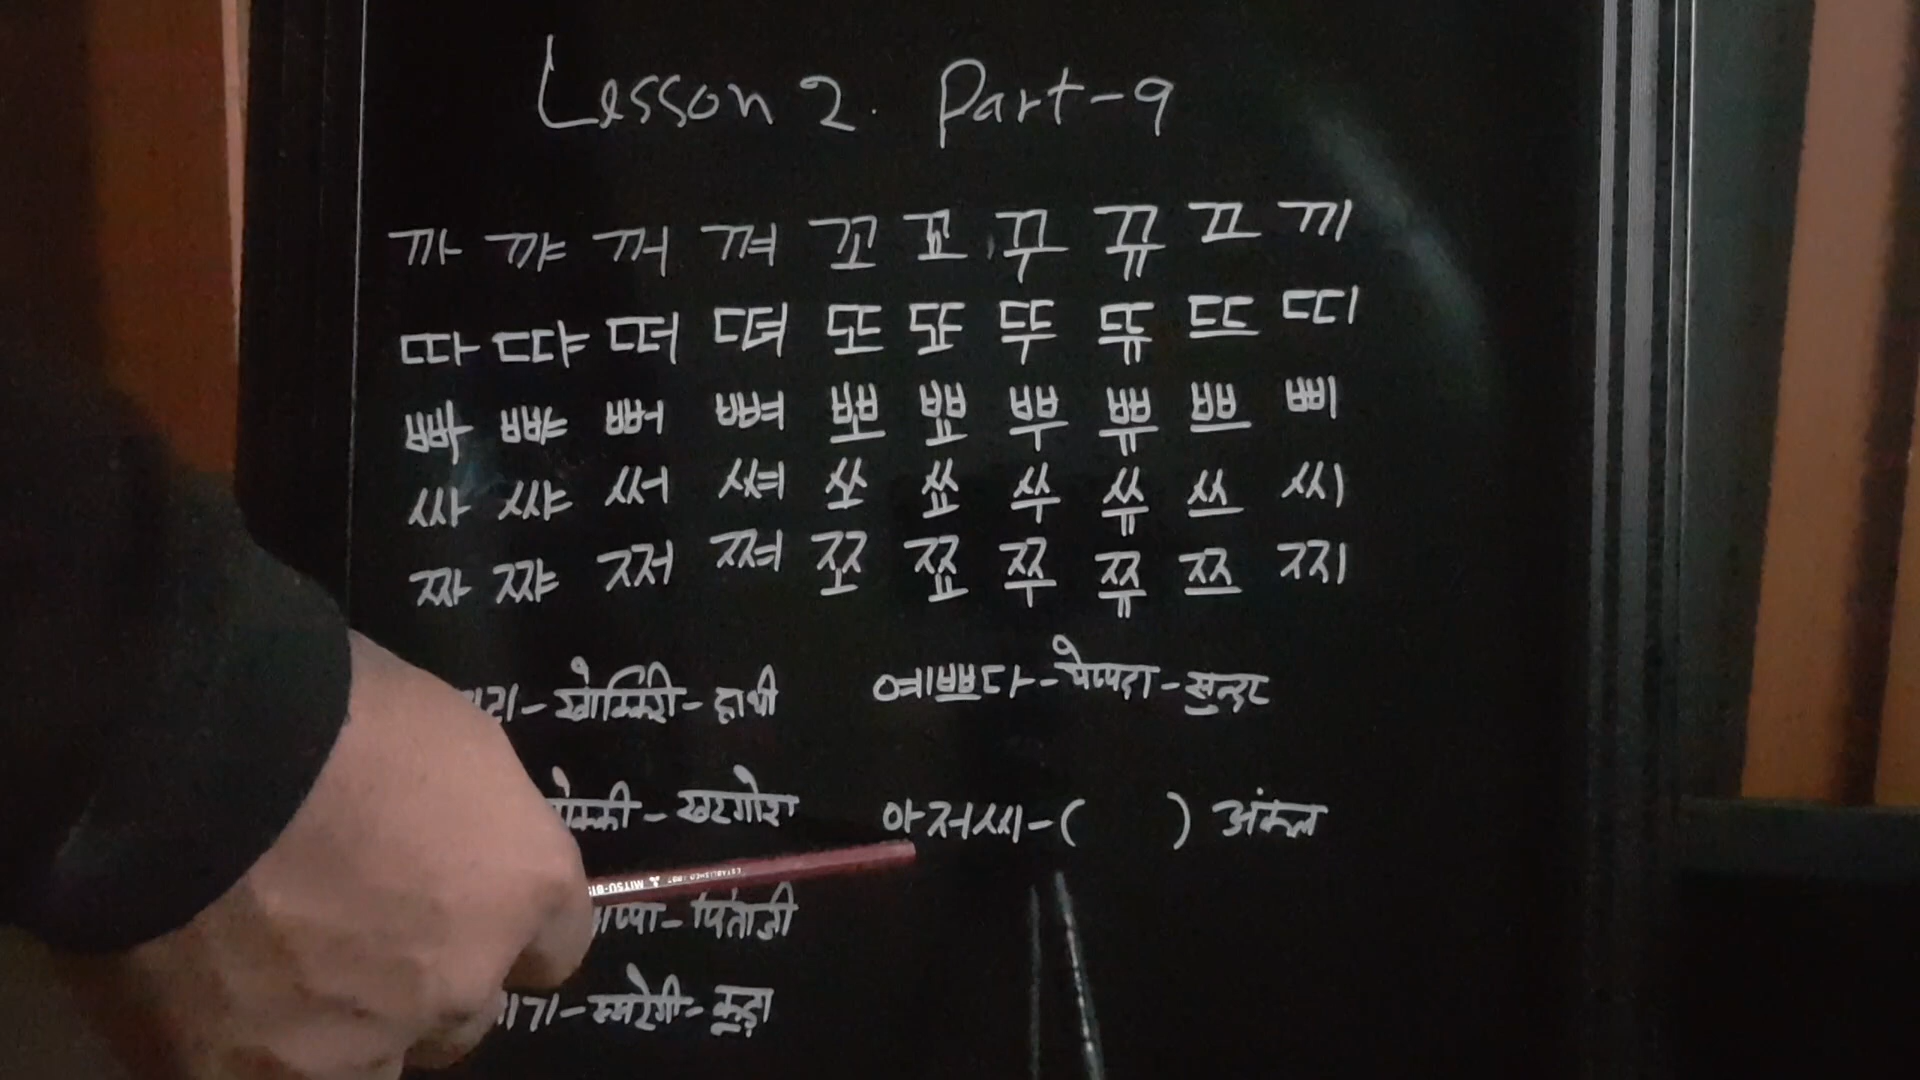 Lesson 2. Part-9
까 꺄 꺼 껴 꼬 꾜 꾸 뀨 끄 끼
따 땨 떠 뗘 또 뚀 뚜 뜌 뜨 띠
빠 뺘 뻐 뼈 뽀 뾰 뿌 쀼 쁘 삐
싸 쌰 써 쎠 쏘 쑈 쑤 쓔 쓰 씨
짜 쨔 쩌 쪄 쪼 쬬 쭈 쮸 쯔 찌
हाथी 예쁘다-येप्पदा-सुन्दर
खरगोश 아저씨-( ) अंकल
पिताजी
कूड़ा
MITSU-BIS